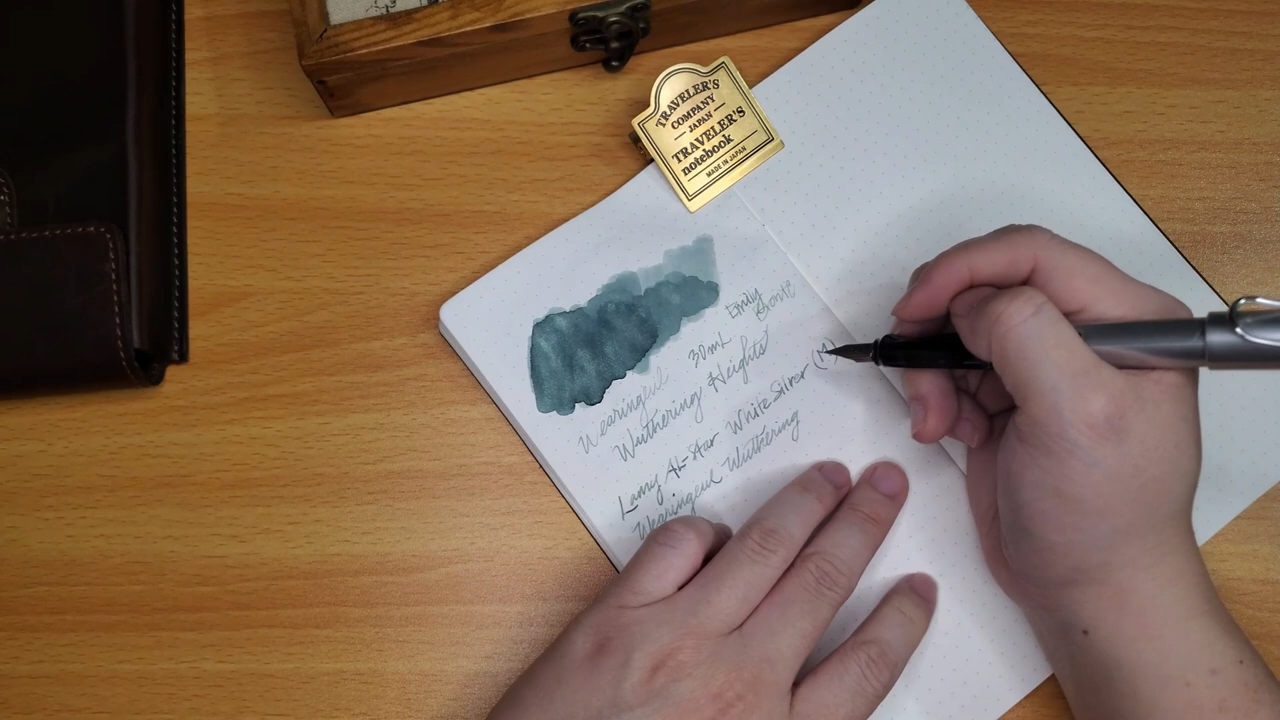 TRAVELER'S
COMPANY
JAPAN
TRAVELER'S
notebook
MADE IN JAPAN
Wearingeul 30mL Emily
Brontë
Wuthering Heights
Lamy AL-Star White Silver (M)
Wearingeul Wuthering